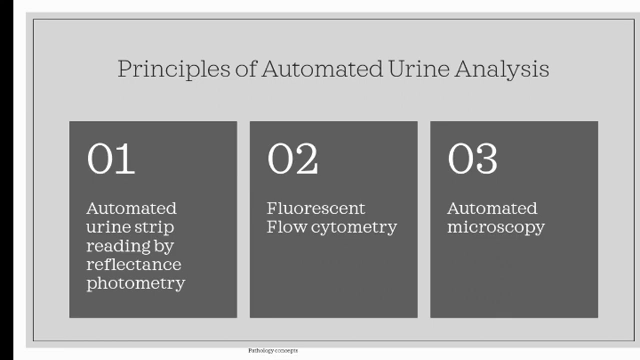 Principles of Automated Urine Analysis
01
Automated
urine strip
reading by
reflectance
photometry
02
Fluorescent
Flow cytometry
03
Automated
microscopy
Pathology concepts